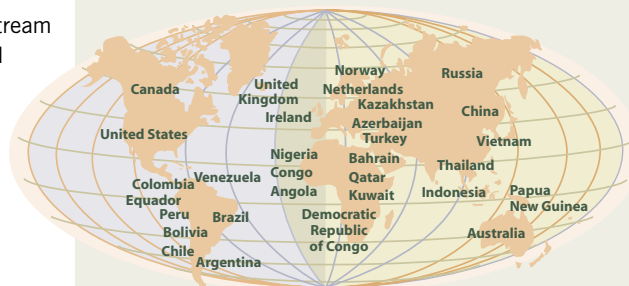 tream
Canada
United States
Colombia
Venezuela
Equador
Peru
Brazil
Bolivia
Chile
Argentina
United
Kingdom
Ireland
Norway
Netherlands
Kazakhstan
Azerbaijan
Turkey
Nigeria
Congo
Angola
Bahrain
Qatar
Kuwait
Democratic
Republic
of Congo
Russia
China
Vietnam
Thailand
Indonesia
Papua
New Guinea
Australia